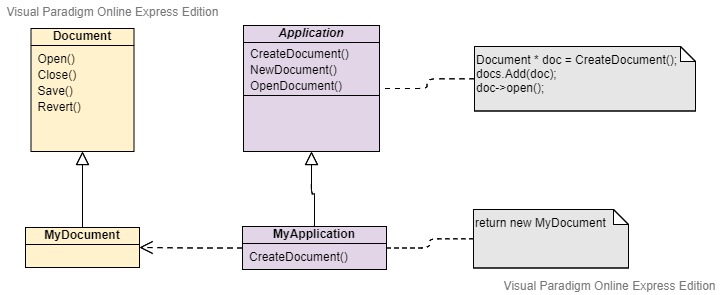 Visual Paradigm Online Express Edition
Document
Open()
Close()
Save()
Revert()
Application
CreateDocument()
NewDocument()
OpenDocument()
Document * doc = CreateDocument();
docs.Add(doc);
doc->open();
MyDocument
MyApplication
CreateDocument()
return new MyDocument
Visual Paradigm Online Express Edition